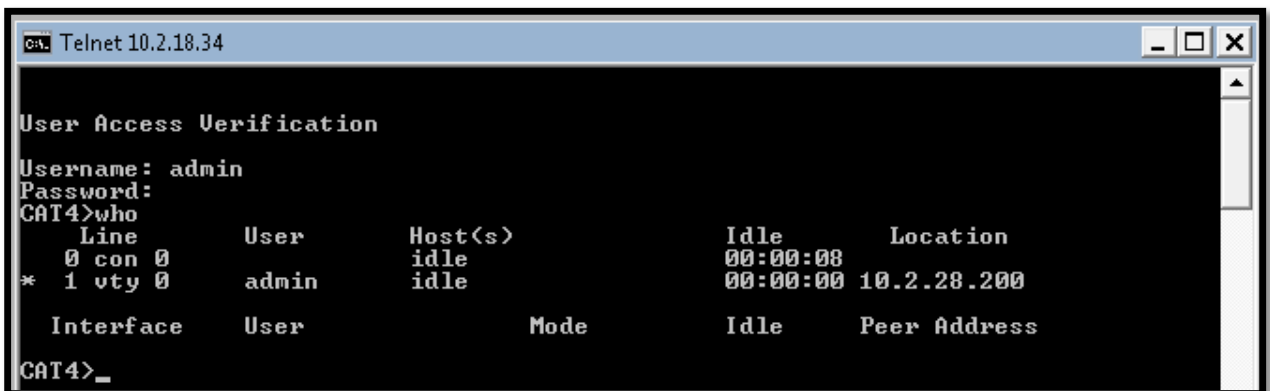 Telnet 10.2.18.34
User Access Verification
Username: admin
Password:
CAT4>who
Line User Host(s) Idle Location
0 con 0 idle 00:00:08
* 1 vty 0 admin idle 00:00:00 10.2.28.200
Interface User Mode Idle Peer Address
CAT4>_